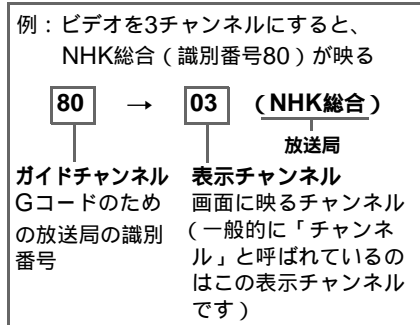 例：ビデオを3チャンネルにすると、
NHK総合（識別番号80）が映る
80 → 03 （NHK総合）
放送局
ガイドチャンネル
Gコードのため
の放送局の識別
番号
表示チャンネル
画面に映るチャンネル
（一般的に「チャンネ
ル」と呼ばれているの
はこの表示チャンネル
です）